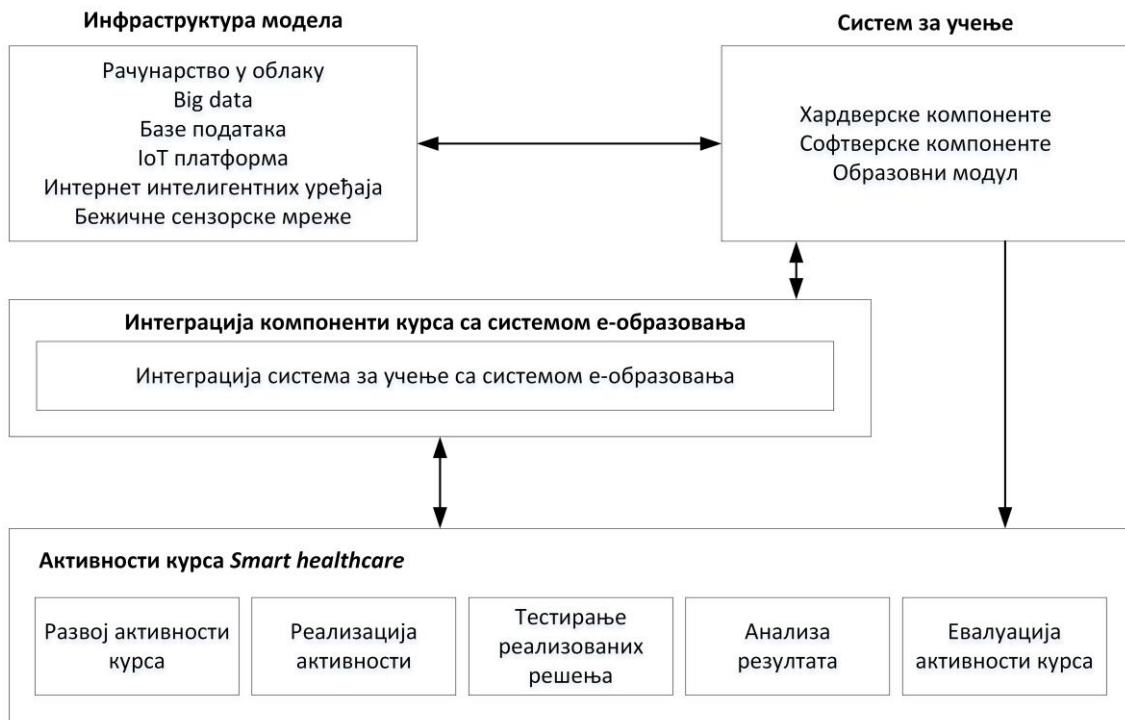 Инфраструктура модела
Рачунарство у облаку
Big data
Базе података
IoT платформа
Интернет интелигентних уређаја
Бежичне сензорске мреже
Систем за учење
Хардверске компоненте
Софтверске компоненте
Образовни модул
Интеграција компоненти курса са системом е-образовања
Интеграција система за учење са системом е-образовања
Активности курса Smart healthcare
Развој активности
курса
Реализација
активности
Тестирање
реализованих
решења
Анализа
резултата
Евалуација
активности курса